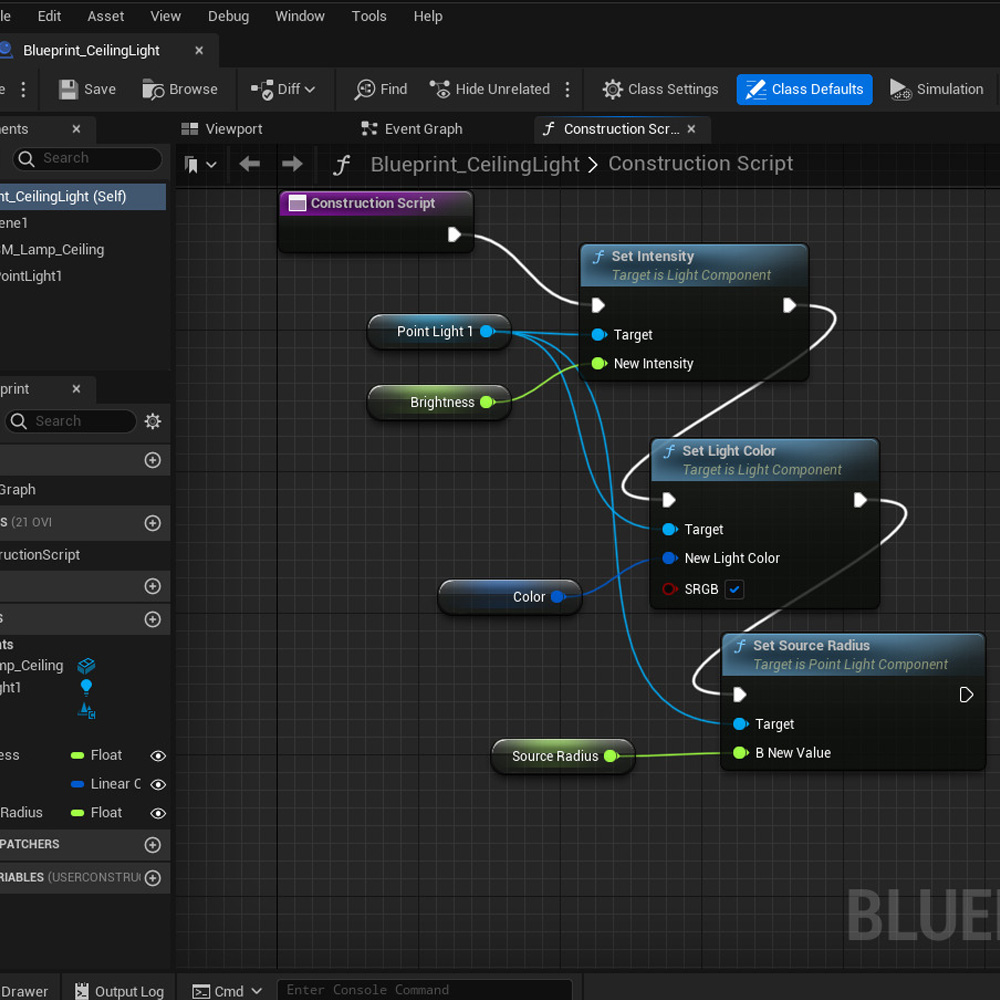 le Edit Asset View Debug Window Tools Help
Blueprint_CeilingLight
e Save Browse Diff Find Hide Unrelated Class Settings Class Defaults Simulation
ents Viewport Event Graph Construction Scr...
Search
Blueprint_CeilingLight > Construction Script
nt_CeilingLight (Self)
ene1
SM_Lamp_Ceiling
PointLight1
print
Search
Graph
S (21 OVI
ructionScript
S
nts
mp_Ceiling
ght1
ess Float
Linear C
Radius Float
PATCHERS
RIABLES (USERCONSTRU
Construction Script
Set Intensity
Target is Light Component
Point Light 1
Target
New Intensity
Brightness
Set Light Color
Target is Light Component
Target
New Light Color
SRGB
Color
Set Source Radius
Target is Point Light Component
Target
B New Value
Source Radius
BLUE
Drawer Output Log Cmd Enter Console Command